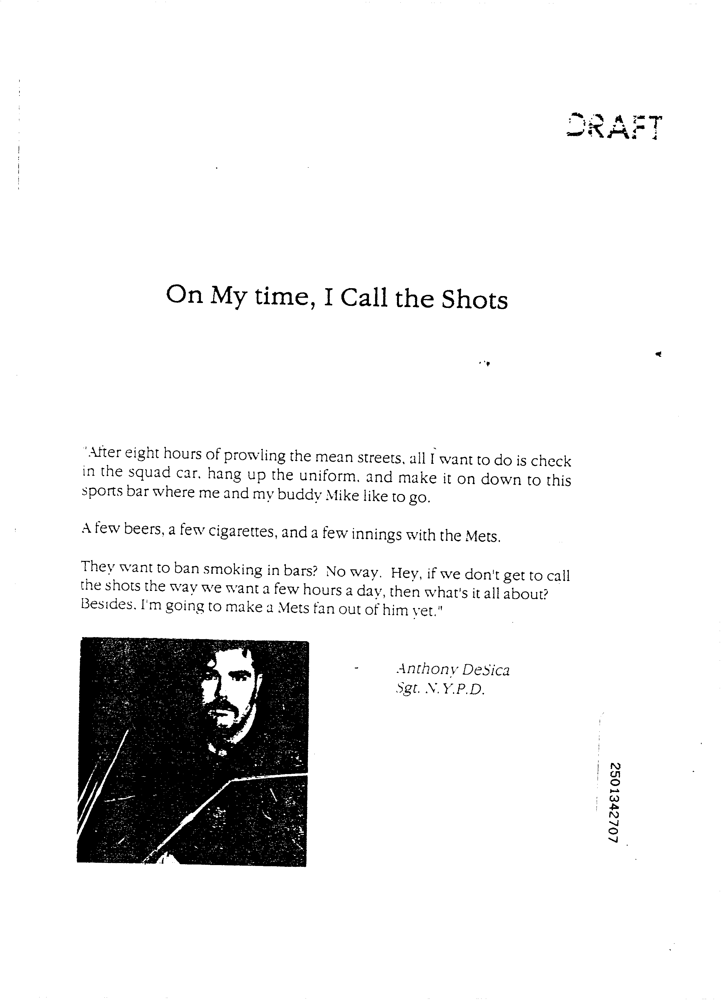 DRAFT
On My time, I Call the Shots
"After eight hours of prowling the mean streets, all I want to do is check
in the squad car, hang up the uniform, and make it on down to this
sports bar where me and my buddy Mike like to go.
A few beers, a few cigarettes, and a few innings with the Mets.
They want to ban smoking in bars? No way. Hey, if we don't get to call
the shots the way we want a few hours a day, then what's it all about?
Besides, I'm going to make a Mets fan out of him yet."
- Anthony DeSica
Sgt. N.Y.P.D.
2501342707